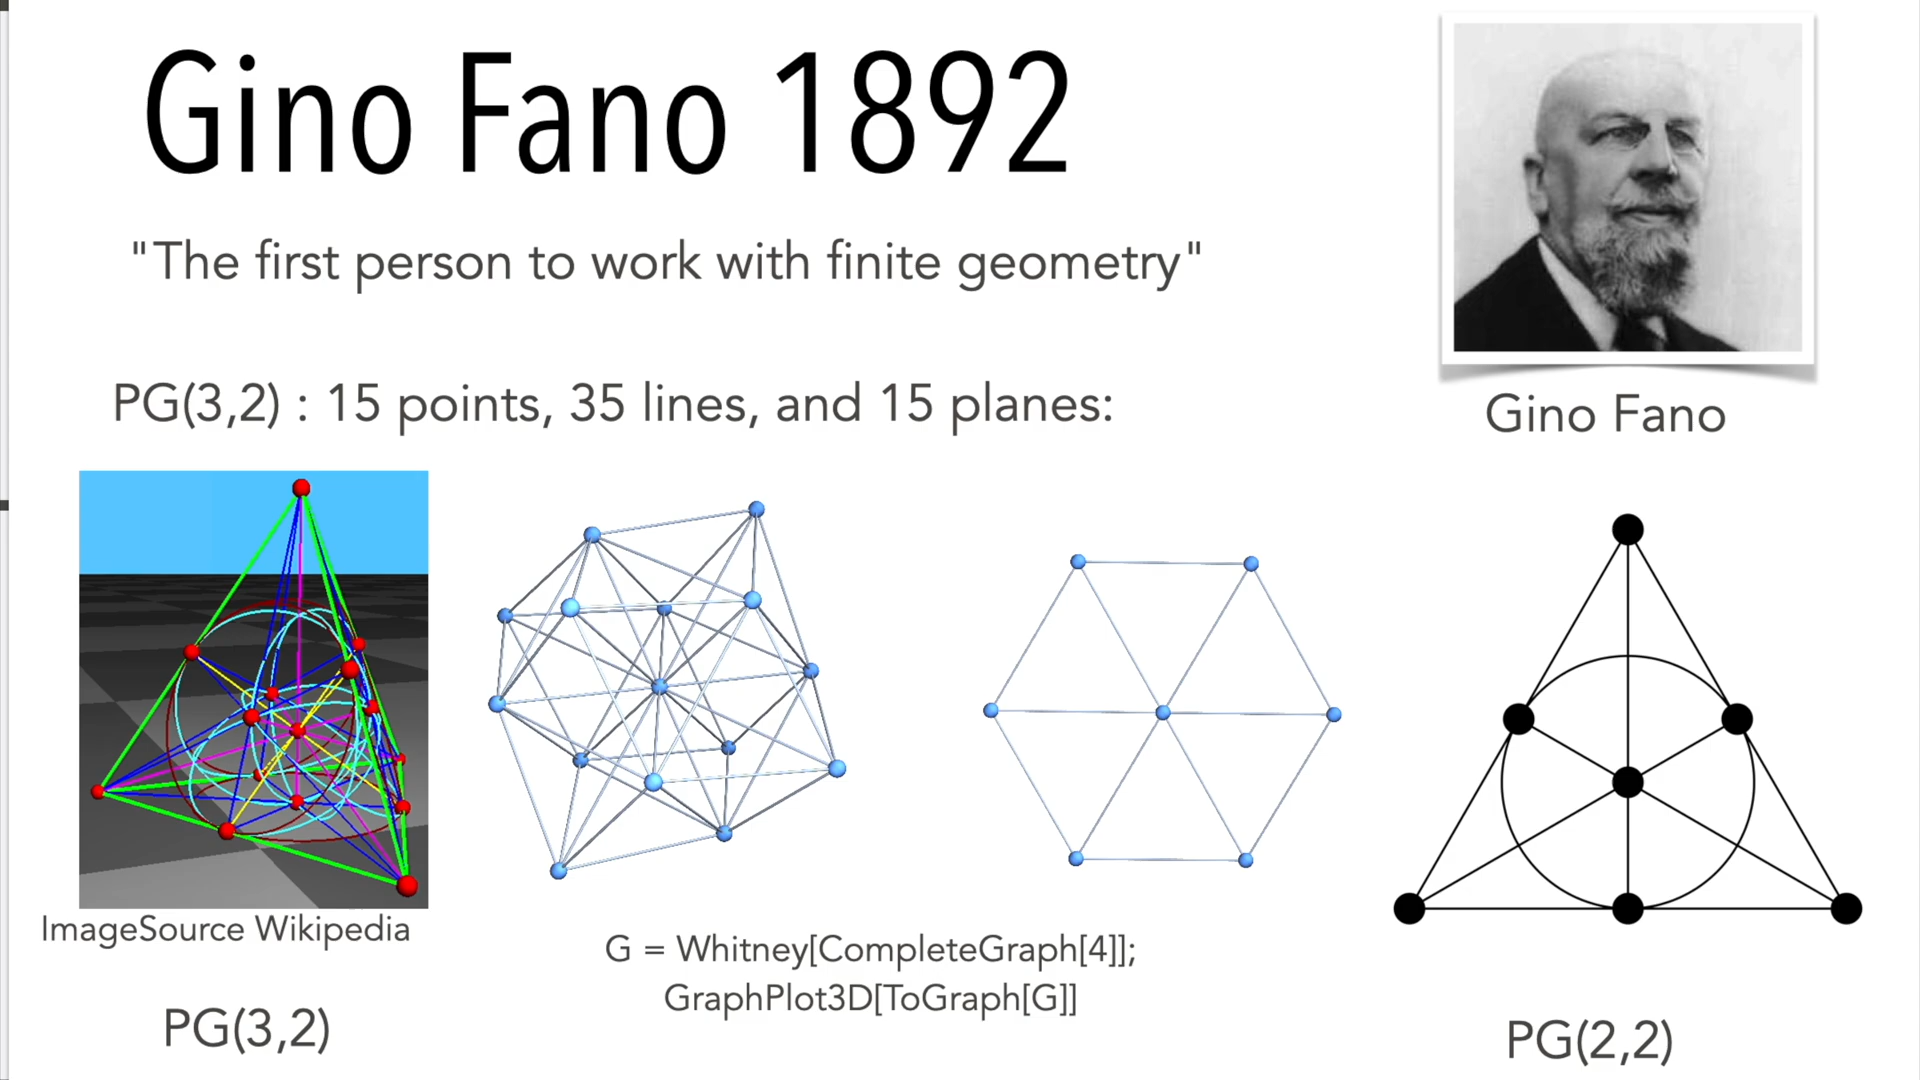 Gino Fano 1892
"The first person to work with finite geometry"
PG(3,2) : 15 points, 35 lines, and 15 planes:
Gino Fano
ImageSource Wikipedia
G = Whitney[CompleteGraph[4]];
GraphPlot3D[ToGraph[G]]
PG(3,2)
PG(2,2)